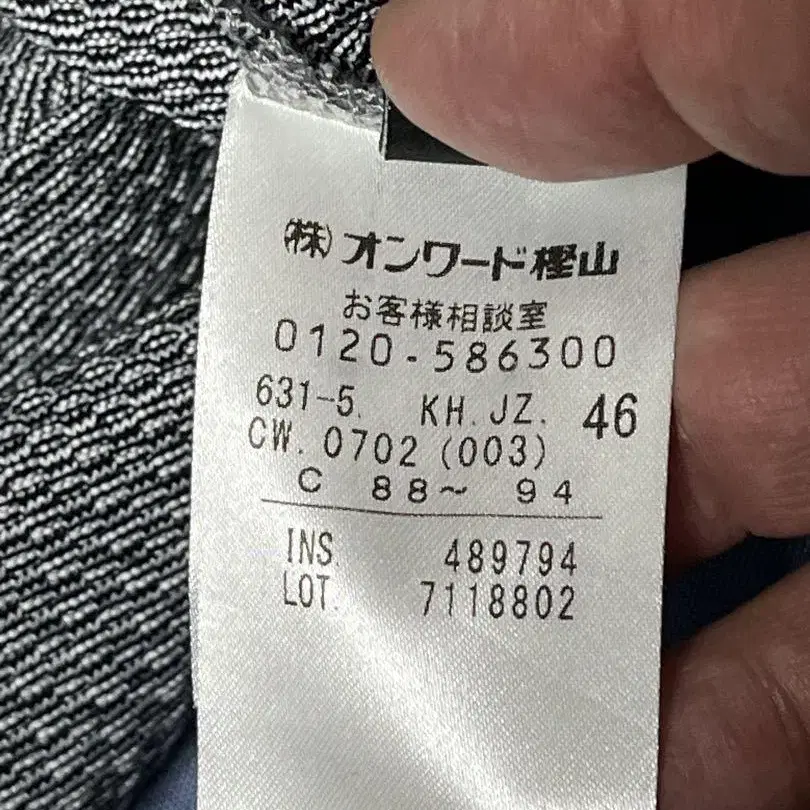 (株)オンワード樫山
お客様相談室
0120-586300
631-5. KH.JZ. 46
CW. 0702 (003)
C 88~ 94
INS. 489794
LOT. 7118802